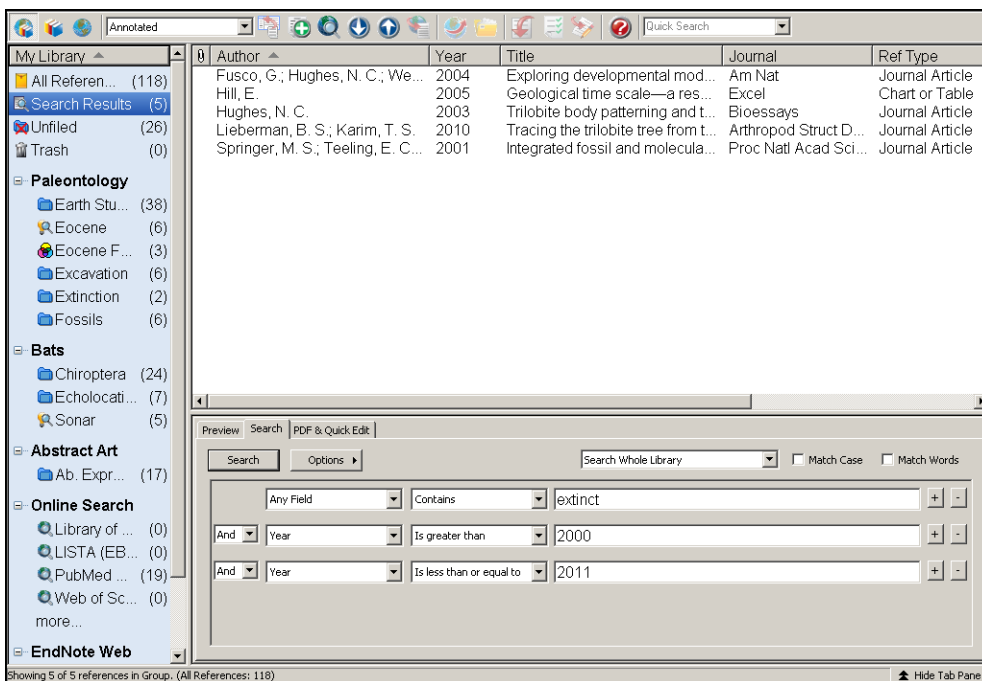 Annotated
Quick Search
My Library
All Referen... (118)
Search Results (5)
Unfiled (26)
Trash (0)
Paleontology
Earth Stu... (38)
Eocene (6)
Eocene F... (3)
Excavation (6)
Extinction (2)
Fossils (6)
Bats
Chiroptera (24)
Echolocati... (7)
Sonar (5)
Abstract Art
Ab. Expr... (17)
Online Search
Library of ... (0)
LISTA (EB... (0)
PubMed ... (19)
Web of Sc... (0)
more...
EndNote Web
Author Year Title Journal Ref Type
Fusco, G.; Hughes, N. C.; We... 2004 Exploring developmental mod... Am Nat Journal Article
Hill, E. 2005 Geological time scale—a res... Excel Chart or Table
Hughes, N. C. 2003 Trilobite body patterning and t... Bioessays Journal Article
Lieberman, B. S.; Karim, T. S. 2010 Tracing the trilobite tree from t... Arthropod Struct D... Journal Article
Springer, M. S.; Teeling, E. C... 2001 Integrated fossil and molecula... Proc Natl Acad Sci... Journal Article
Preview Search PDF & Quick Edit
Search Options Search Whole Library Match Case Match Words
Any Field Contains extinct + -
And Year Is greater than 2000 + -
And Year Is less than or equal to 2011 + -
Showing 5 of 5 references in Group. (All References: 118) Hide Tab Pane